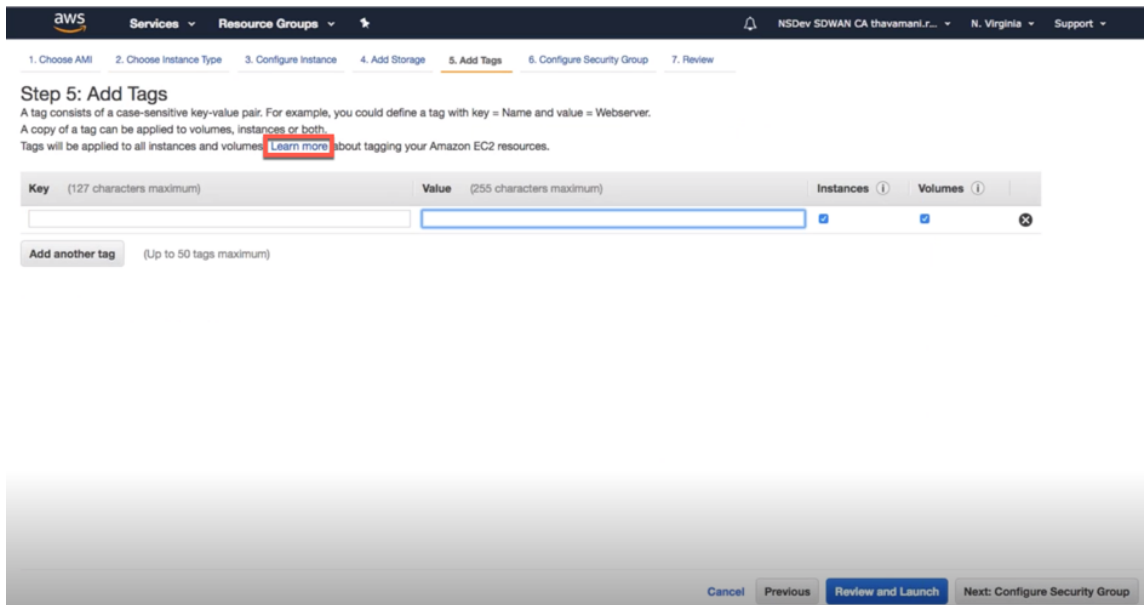 aws Services Resource Groups NSDev SDWAN CA thavamani.r... N. Virginia Support
1. Choose AMI 2. Choose Instance Type 3. Configure Instance 4. Add Storage 5. Add Tags 6. Configure Security Group 7. Review
Step 5: Add Tags
A tag consists of a case-sensitive key-value pair. For example, you could define a tag with key = Name and value = Webserver.
A copy of a tag can be applied to volumes, instances or both.
Tags will be applied to all instances and volumes. Learn more about tagging your Amazon EC2 resources.
Key (127 characters maximum) Value (255 characters maximum) Instances Volumes
Add another tag (Up to 50 tags maximum)
Cancel Previous Review and Launch Next: Configure Security Group